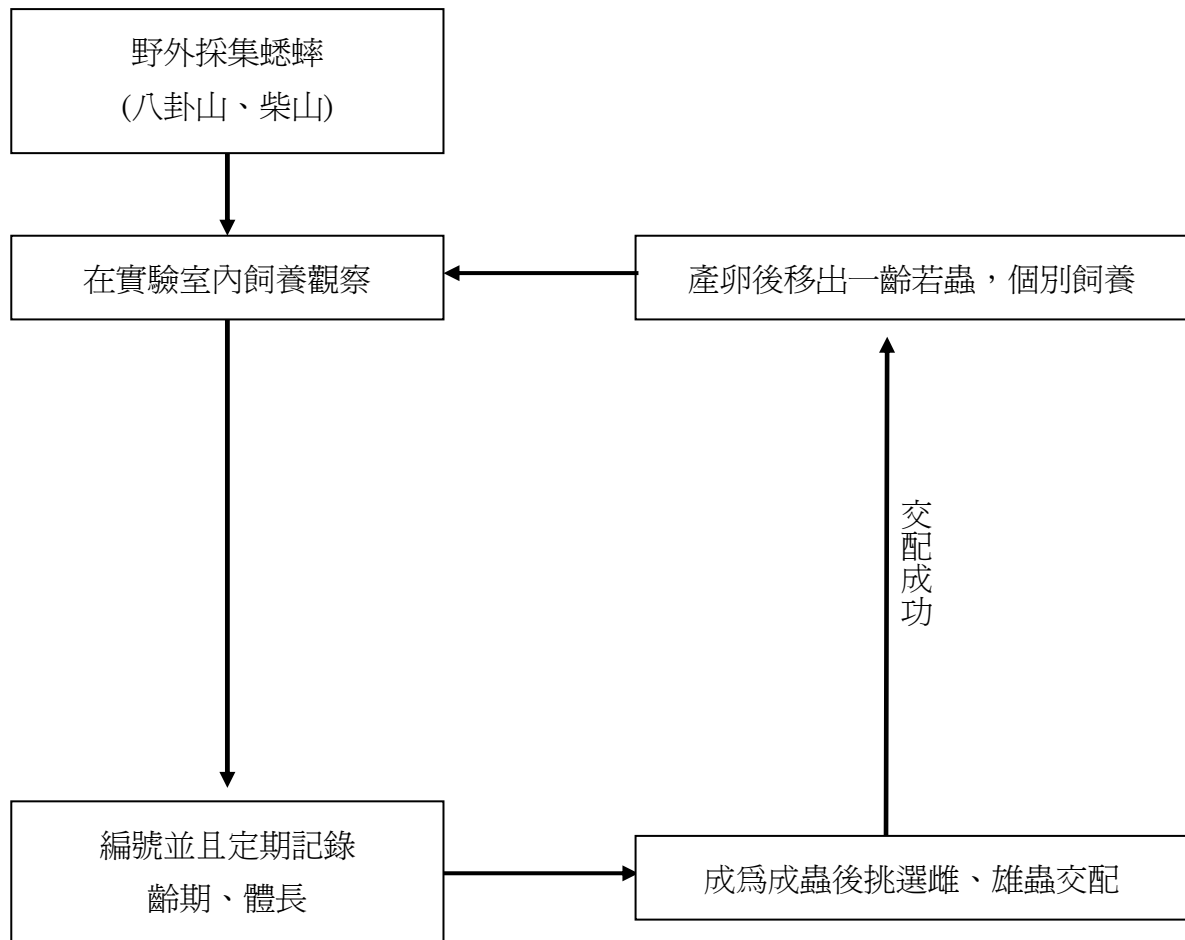 野外採集蟋蟀
(八卦山、柴山)
在實驗室內飼養觀察
產卵後移出一齡若蟲，個別飼養
交配成功
編號並且定期記錄
齡期、體長
成爲成蟲後挑選雌、雄蟲交配